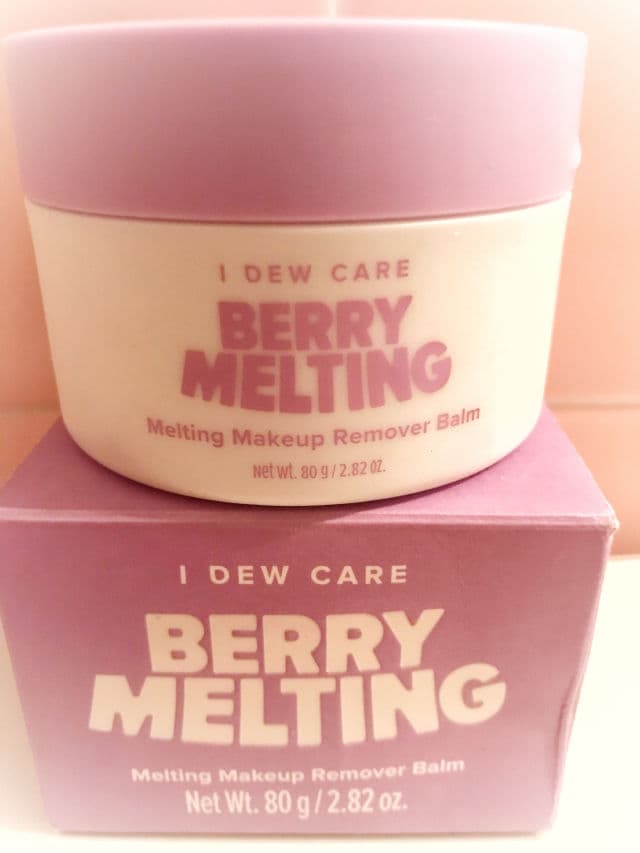 I DEW CARE
BERRY
MELTING
Melting Makeup Remover Balm
Net wt. 80 g / 2.82 oz.
I DEW CARE
BERRY
MELTING
Melting Makeup Remover Balm
Net Wt. 80 g / 2.82 oz.